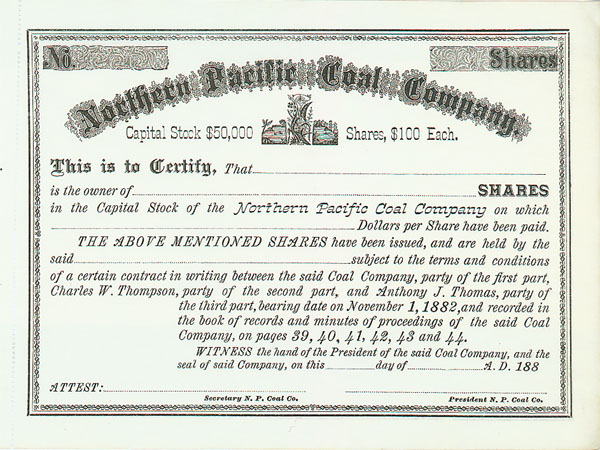 No. Shares
Northern Pacific Coal Company.
Capital Stock $50,000 Shares, $100 Each.
This is to Certify, That
is the owner of SHARES
in the Capital Stock of the Northern Pacific Coal Company on which
Dollars per Share have been paid.
THE ABOVE MENTIONED SHARES have been issued, and are held by the
said subject to the terms and conditions
of a certain contract in writing between the said Coal Company, party of the first part,
Charles W. Thompson, party of the second part, and Anthony J. Thomas, party of
the third part, bearing date on November 1, 1882, and recorded in
the book of records and minutes of proceedings of the said Coal
Company, on pages 39, 40, 41, 42, 43 and 44.
WITNESS the hand of the President of the said Coal Company, and the
seal of said Company, on this day of A. D. 188
ATTEST:
Secretary N. P. Coal Co. President N. P. Coal Co.